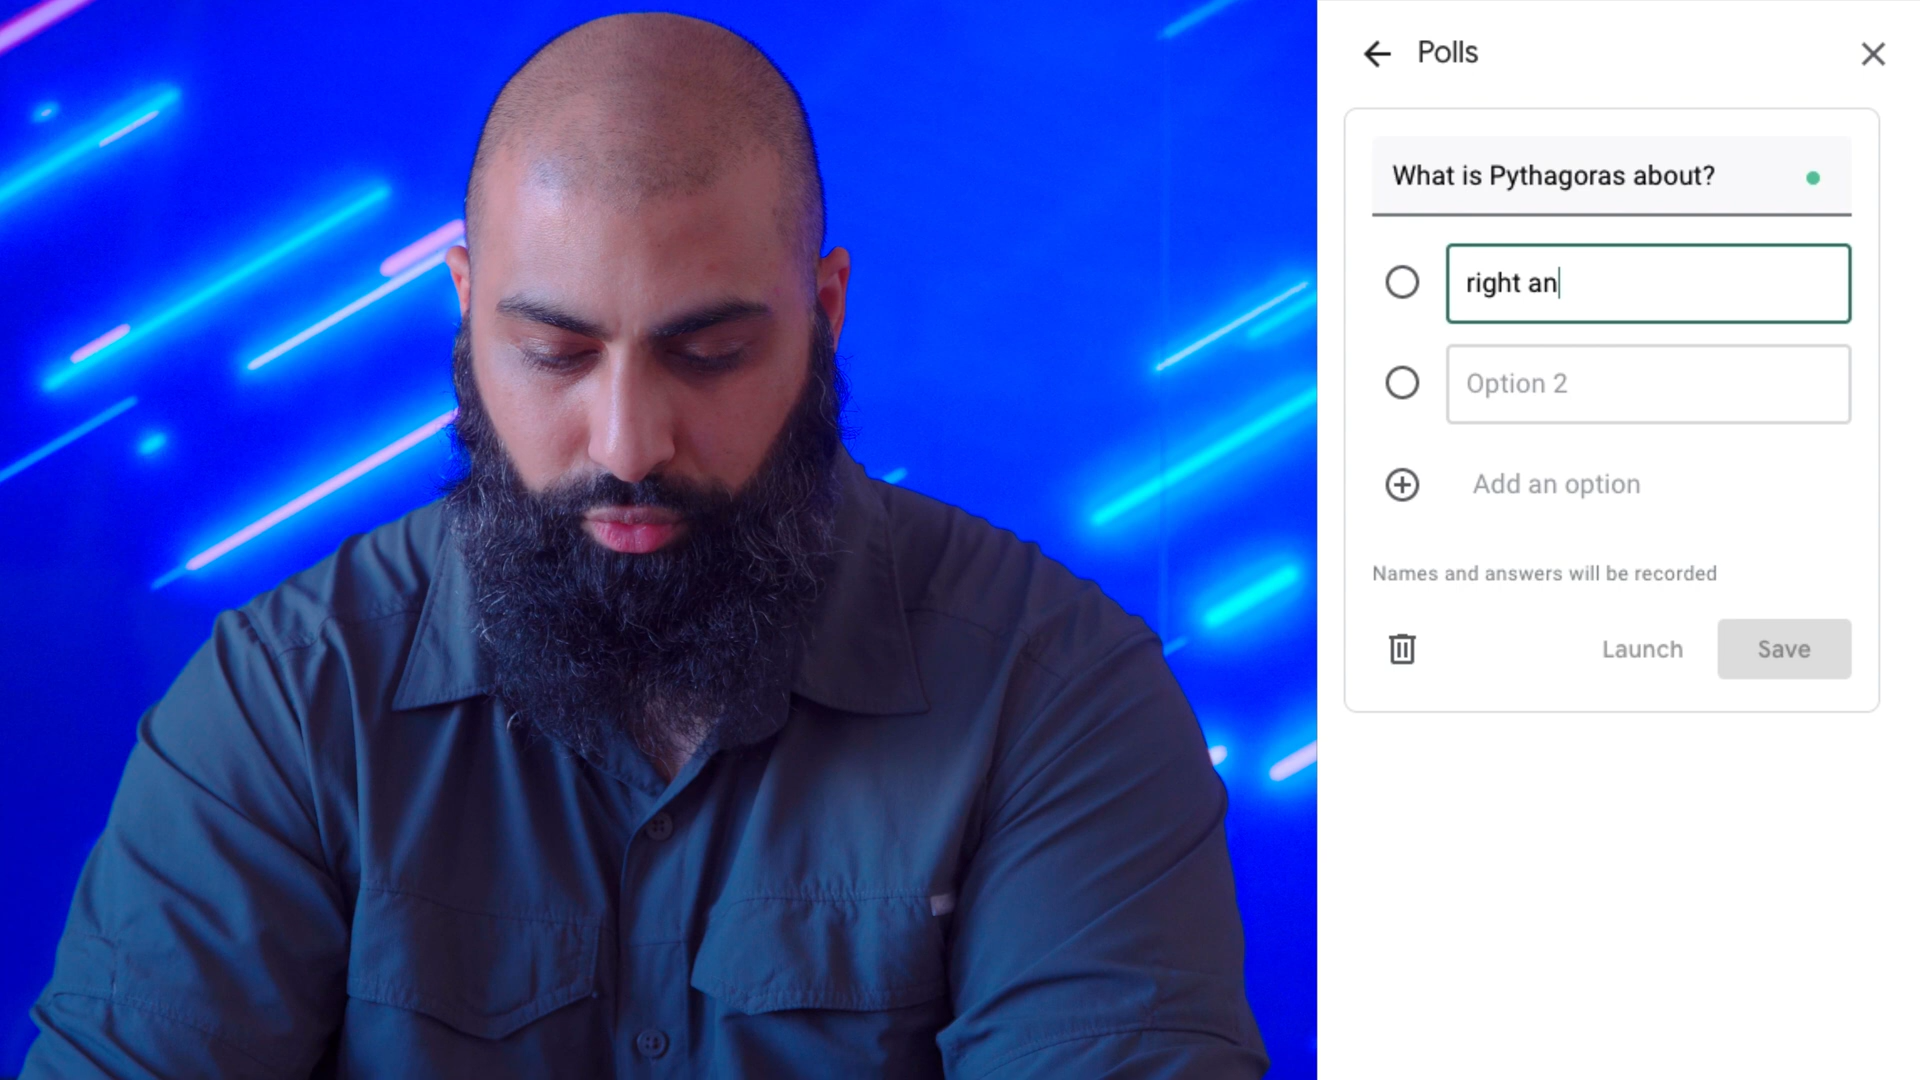 Polls
What is Pythagoras about?
right an
Option 2
Add an option
Names and answers will be recorded
Launch
Save